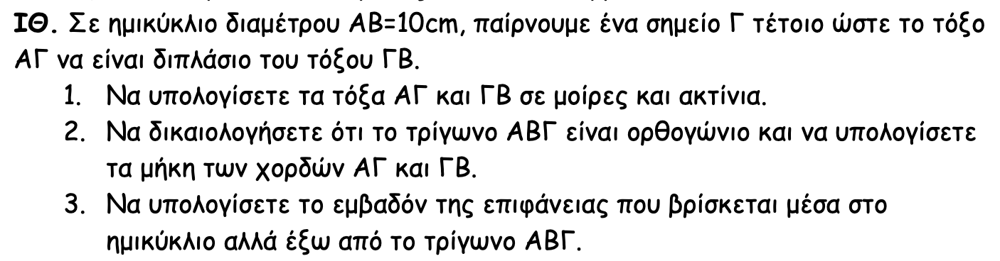 ΙΘ. Σε ημικύκλιο διαμέτρου ΑΒ=10cm, παίρνουμε ένα σημείο Γ τέτοιο ώστε το τόξο
ΑΓ να είναι διπλάσιο του τόξου ΓΒ.
1. Να υπολογίσετε τα τόξα ΑΓ και ΓΒ σε μοίρες και ακτίνια.
2. Να δικαιολογήσετε ότι το τρίγωνο ΑΒΓ είναι ορθογώνιο και να υπολογίσετε
τα μήκη των χορδών ΑΓ και ΓΒ.
3. Να υπολογίσετε το εμβαδόν της επιφάνειας που βρίσκεται μέσα στο
ημικύκλιο αλλά έξω από το τρίγωνο ΑΒΓ.